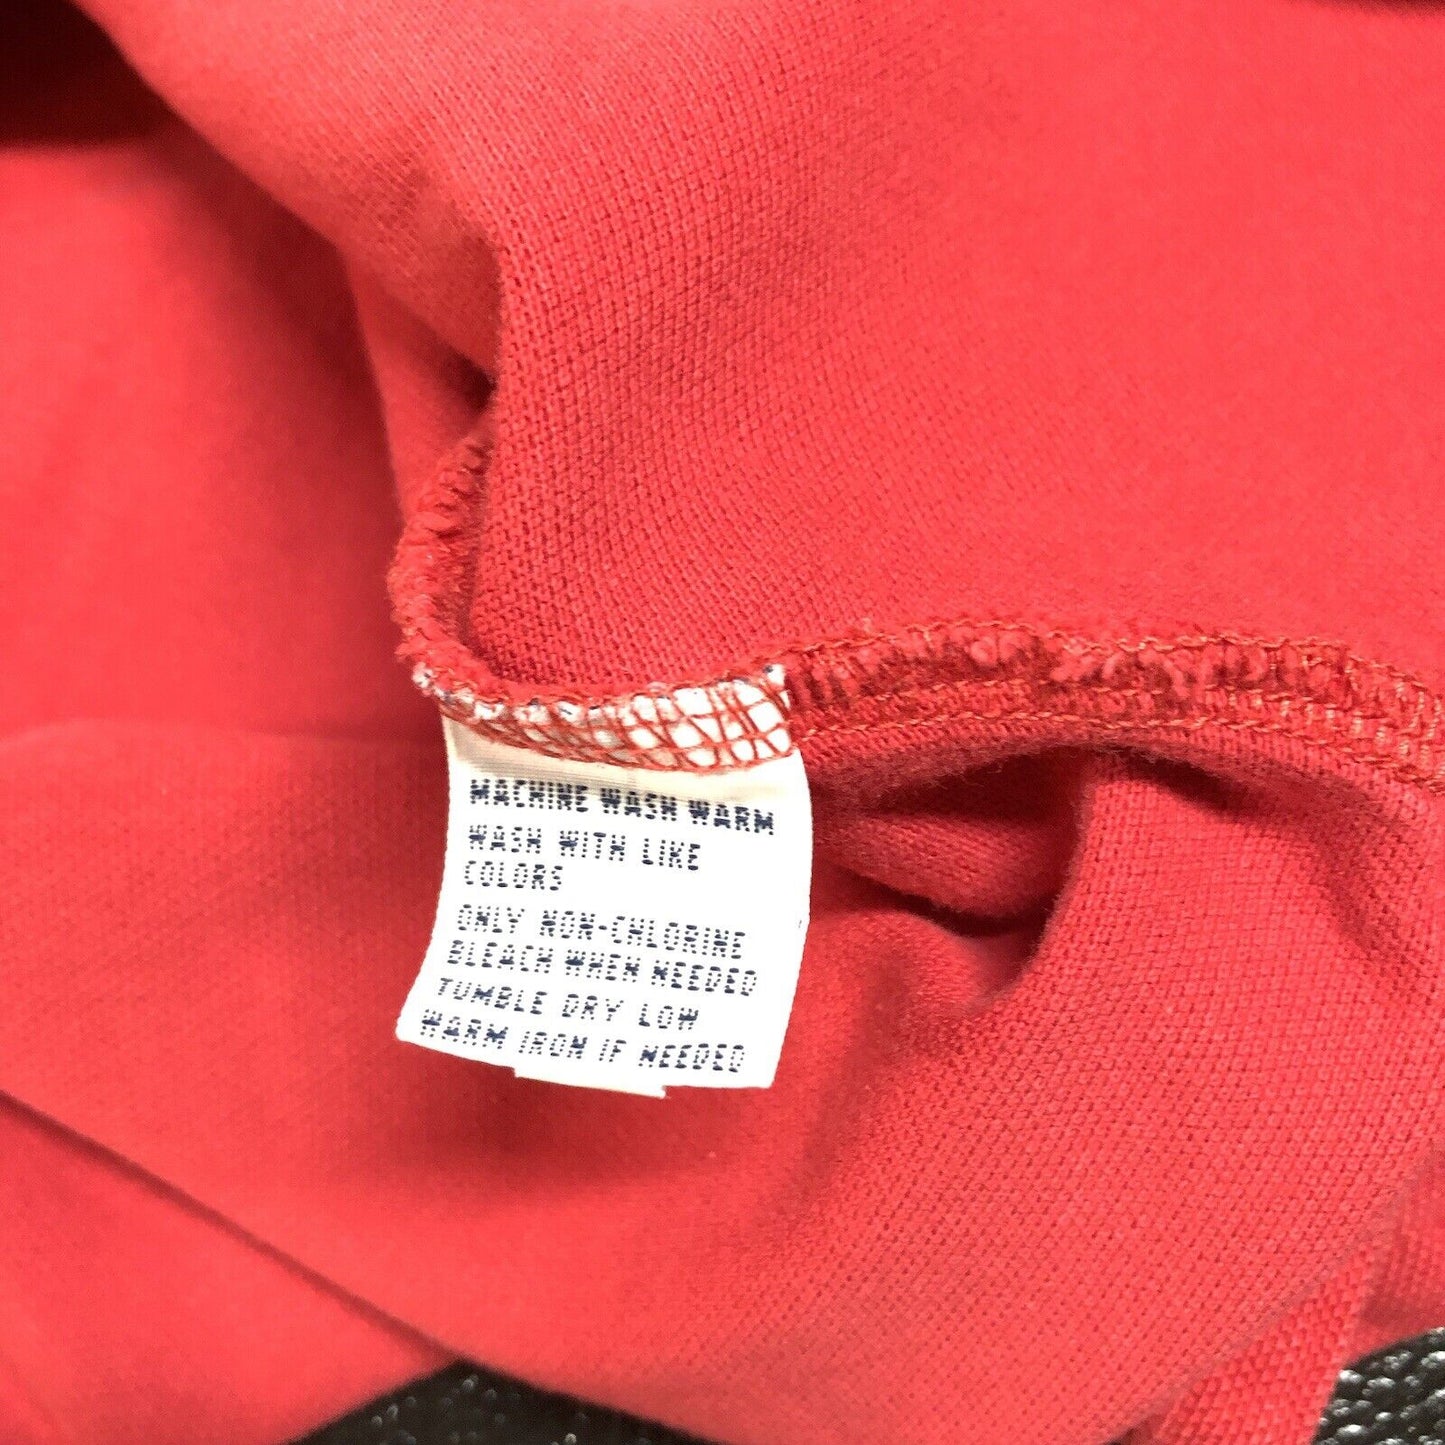 MACHINE WASH WARM
WASH WITH LIKE
COLORS
ONLY NON-CHLORINE
BLEACH WHEN NEEDED
TUMBLE DRY LOW
WARM IRON IF NEEDED